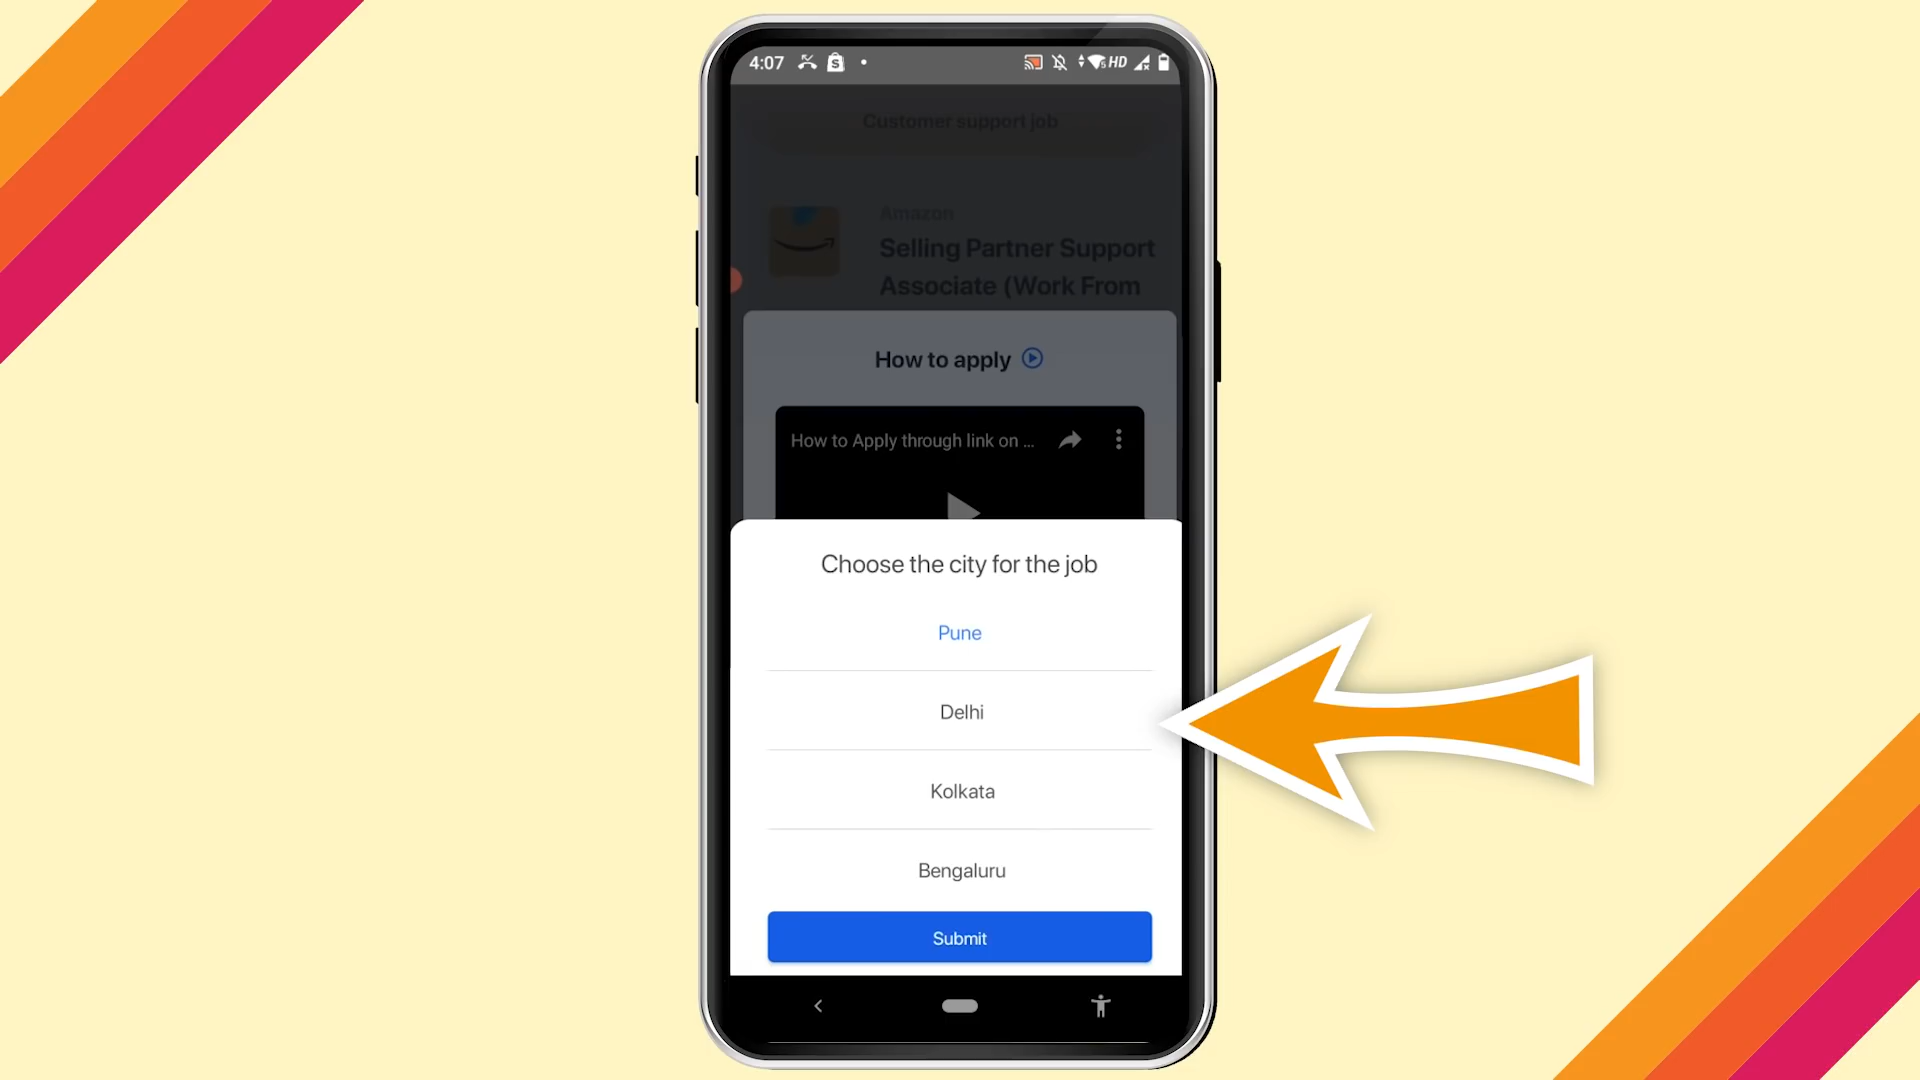 4:07
HD
Customer support job
Amazon
Selling Partner Support
Associate (Work From
How to apply
How to Apply through link on ...
Choose the city for the job
Pune
Delhi
Kolkata
Bengaluru
Submit